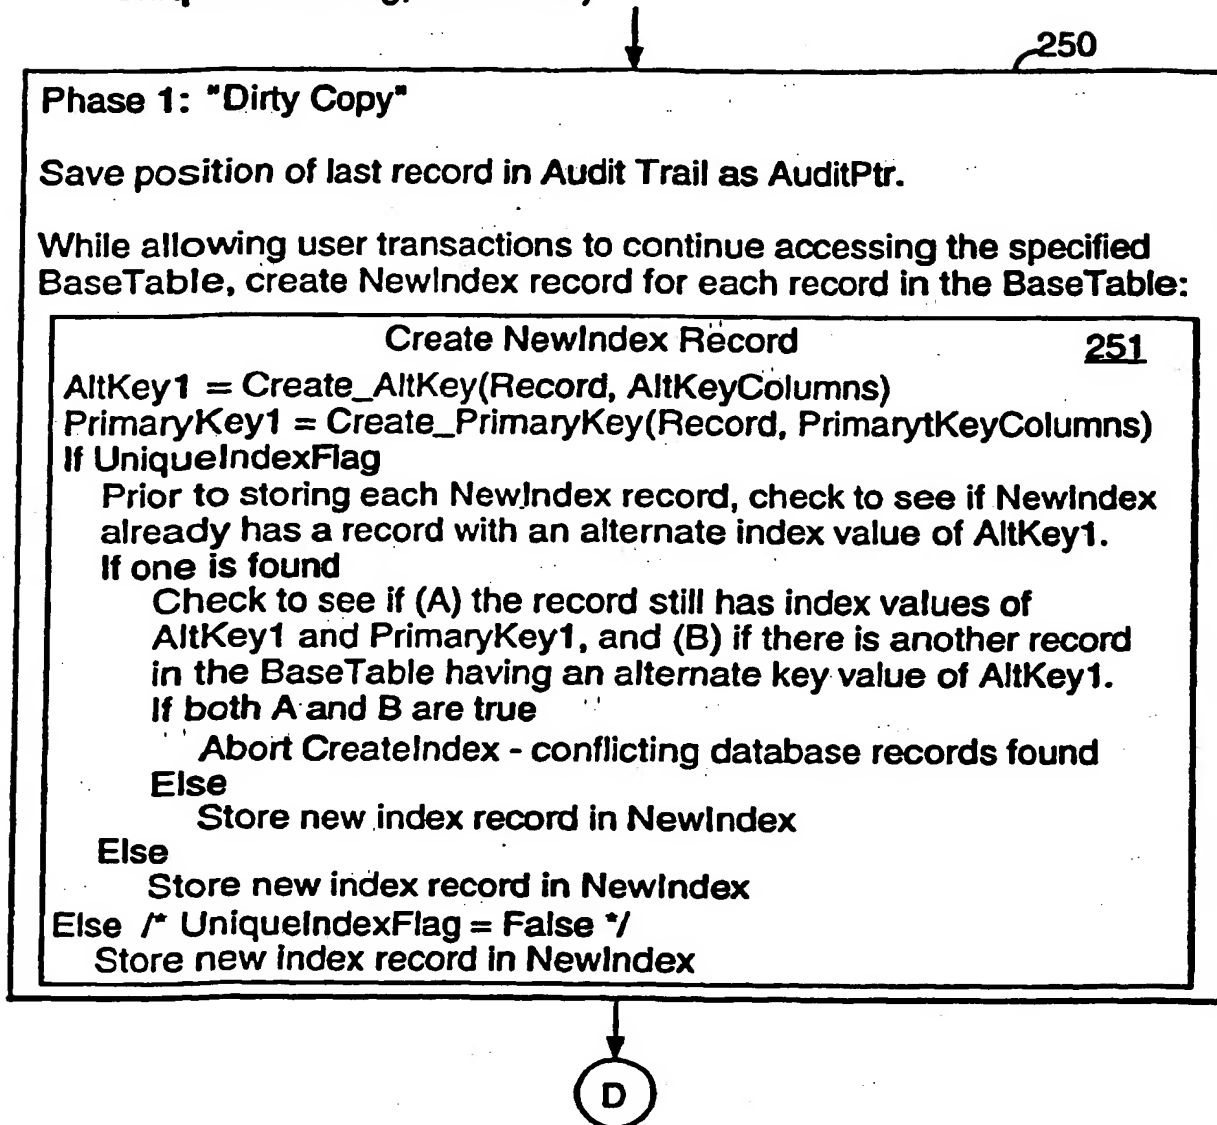 250
Phase 1: "Dirty Copy"
Save position of last record in Audit Trail as AuditPtr.
While allowing user transactions to continue accessing the specified
BaseTable, create NewIndex record for each record in the BaseTable:
Create NewIndex Record 251
AltKey1 = Create_AltKey(Record, AltKeyColumns)
PrimaryKey1 = Create_PrimaryKey(Record, PrimarytKeyColumns)
If UniqueIndexFlag
Prior to storing each NewIndex record, check to see if NewIndex
already has a record with an alternate index value of AltKey1.
If one is found
Check to see if (A) the record still has index values of
AltKey1 and PrimaryKey1, and (B) if there is another record
in the BaseTable having an alternate key value of AltKey1.
If both A and B are true
Abort CreateIndex - conflicting database records found
Else
Store new index record in NewIndex
Else
Store new index record in NewIndex
Else /* UniqueIndexFlag = False */
Store new index record in NewIndex
D